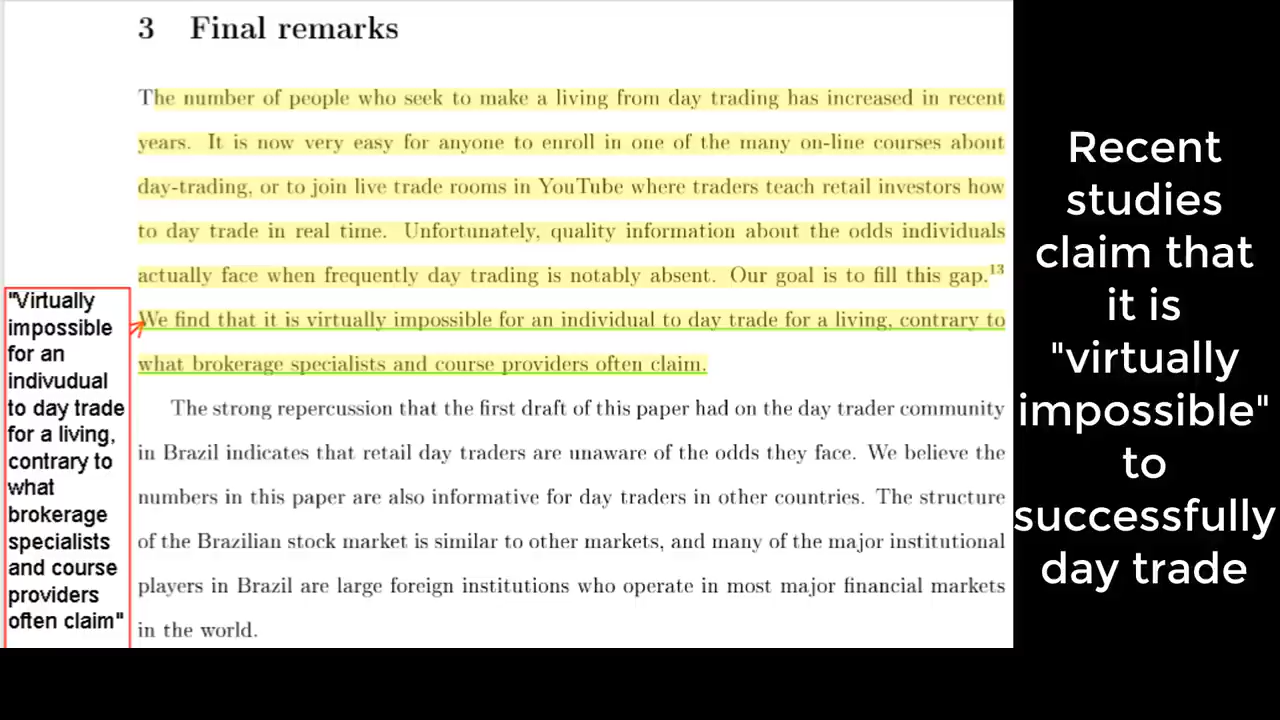 3 Final remarks
The number of people who seek to make a living from day trading has increased in recent
years. It is now very easy for anyone to enroll in one of the many on-line courses about
day-trading, or to join live trade rooms in YouTube where traders teach retail investors how
to day trade in real time. Unfortunately, quality information about the odds individuals
actually face when frequently day trading is notably absent. Our goal is to fill this gap.13
We find that it is virtually impossible for an individual to day trade for a living, contrary to
what brokerage specialists and course providers often claim.
The strong repercussion that the first draft of this paper had on the day trader community
in Brazil indicates that retail day traders are unaware of the odds they face. We believe the
numbers in this paper are also informative for day traders in other countries. The structure
of the Brazilian stock market is similar to other markets, and many of the major institutional
players in Brazil are large foreign institutions who operate in most major financial markets
in the world.
"Virtually
impossible
for an
indivudual
to day trade
for a living,
contrary to
what
brokerage
specialists
and course
providers
often claim"
Recent
studies
claim that
it is
"virtually
impossible"
to
successfully
day trade